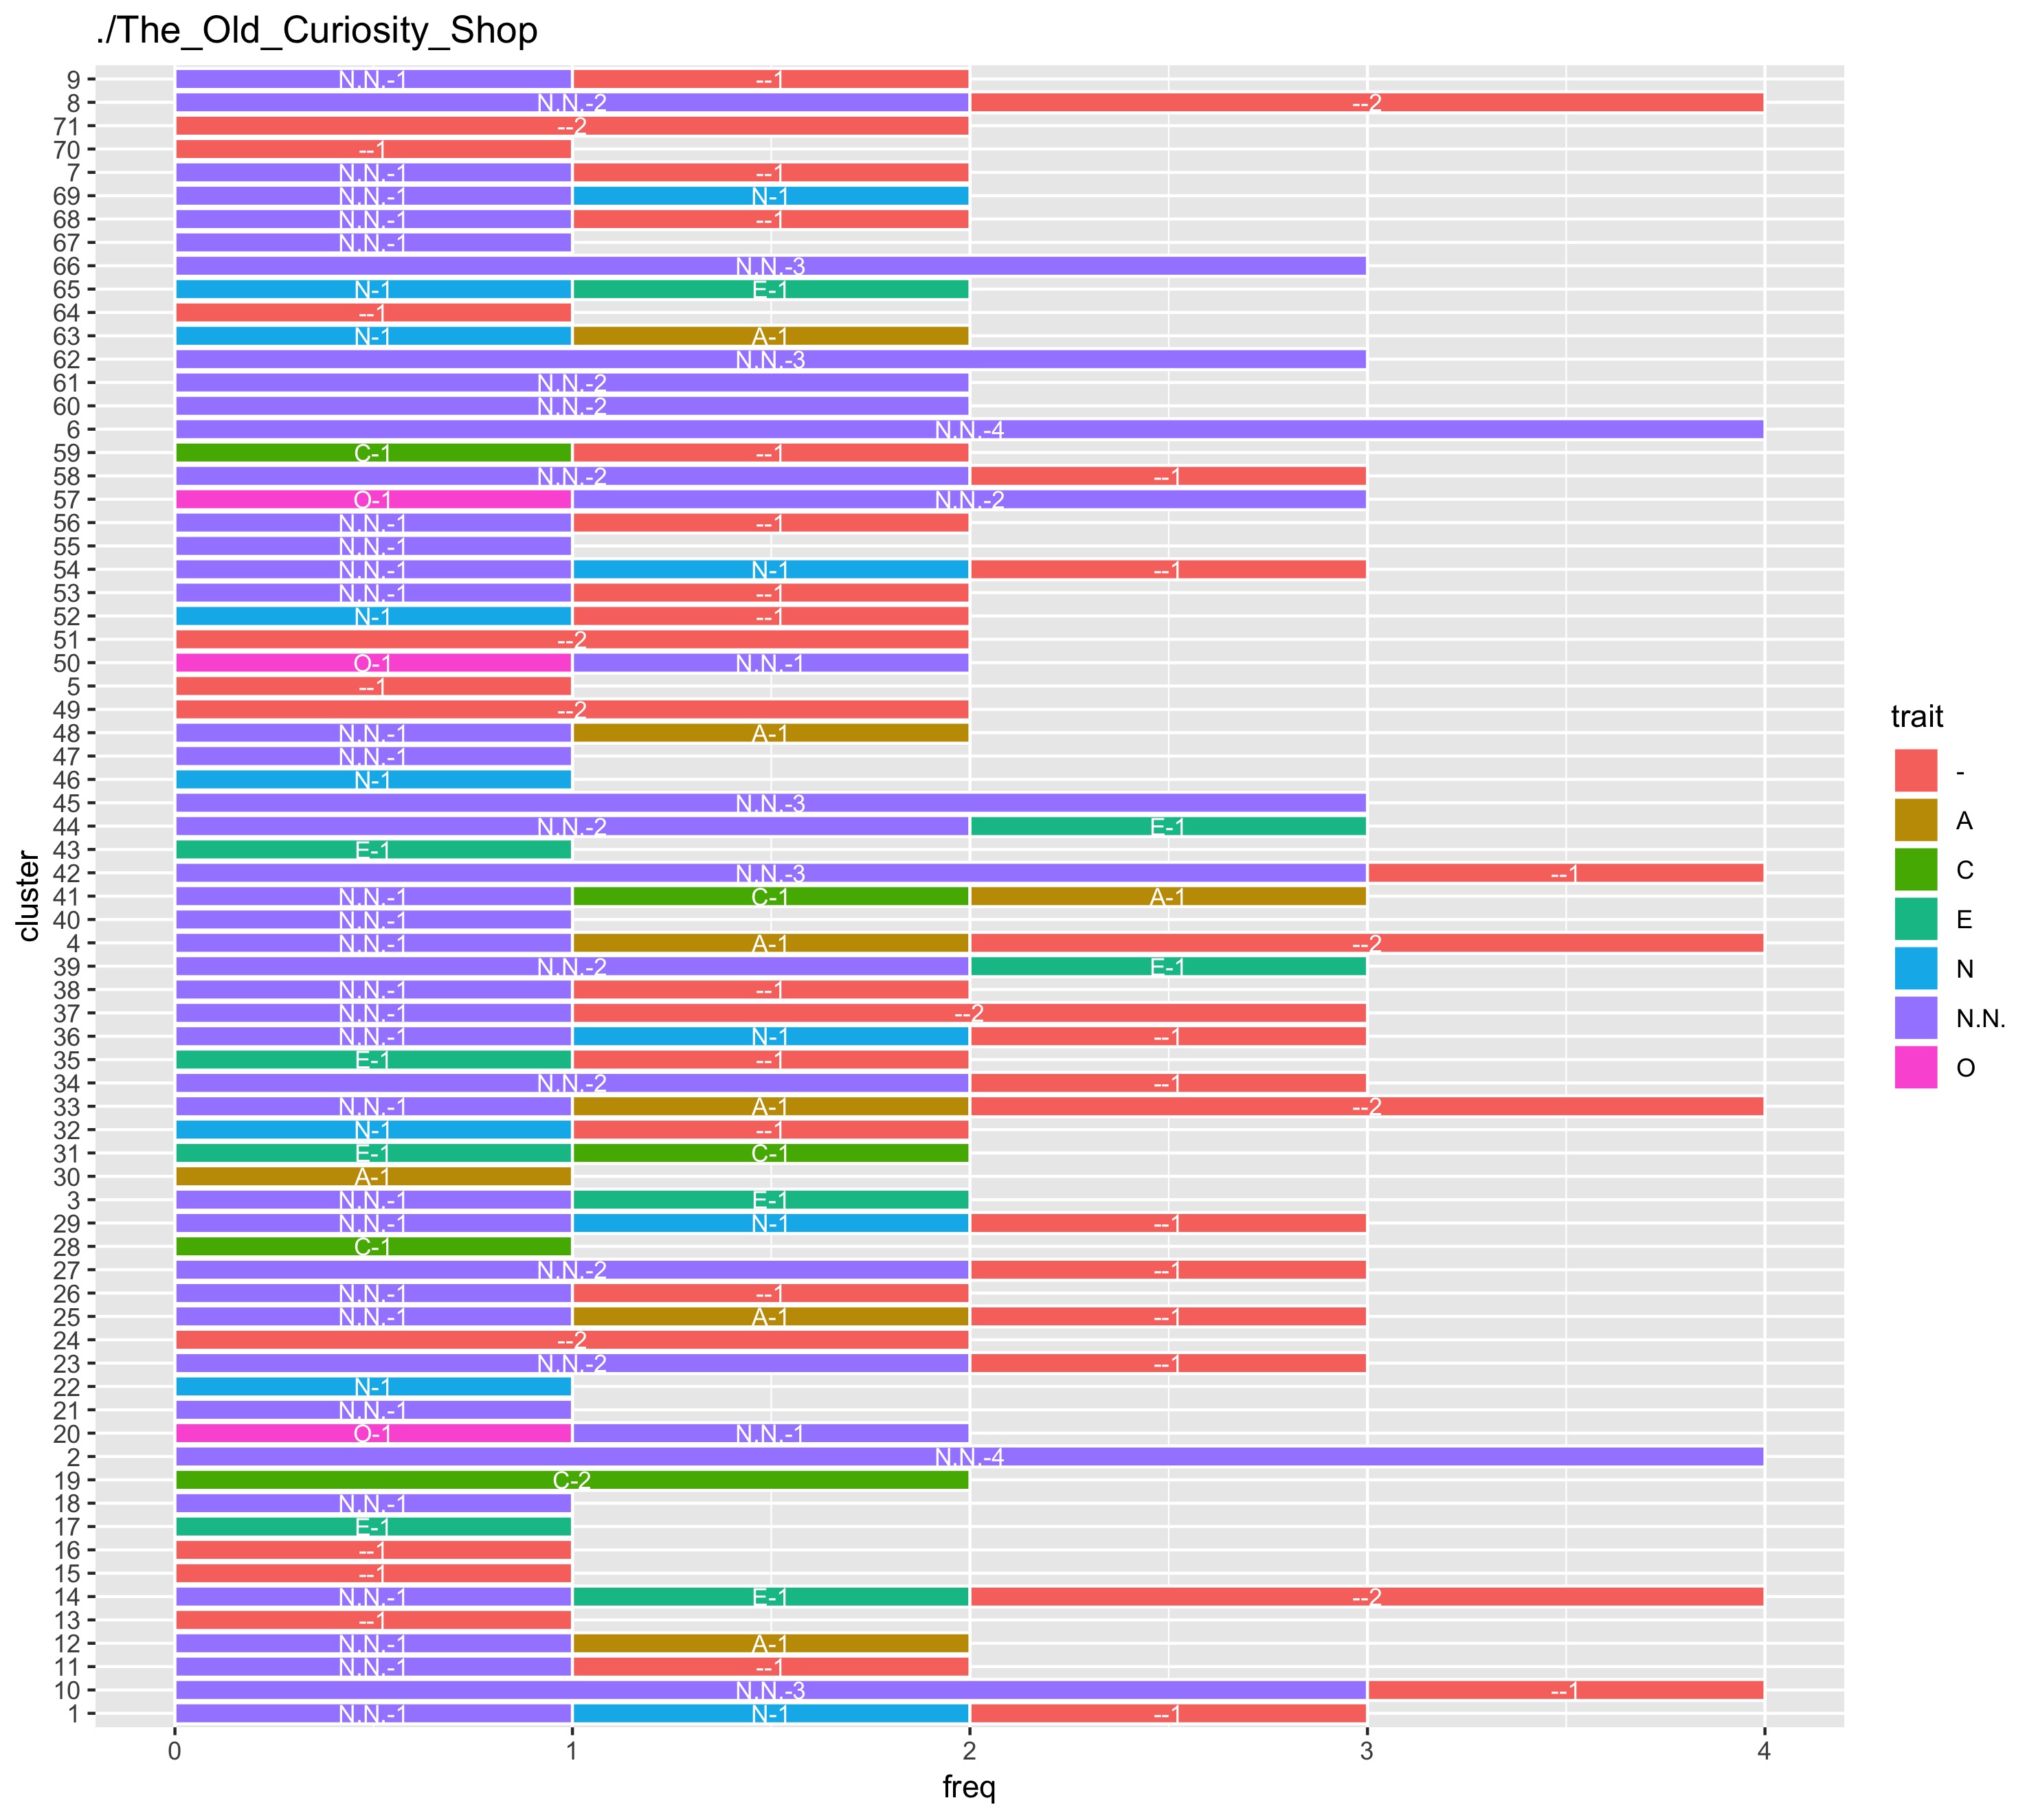 ./The_Old_Curiosity_Shop
9 N.N.-1 --1
8 N.N.-2 --2
71 --2
70 --1
7 N.N.-1 --1
69 N.N.-1 N-1
68 N.N.-1 --1
67 N.N.-1
66 N.N.-3
65 N-1 E-1
64 --1
63 N-1 A-1
62 N.N.-3
61 N.N.-2
60 N.N.-2
6 N.N.-4
59 C-1 --1
58 N.N.-2 --1
57 O-1 N.N.-2
56 N.N.-1 --1
55 N.N.-1
54 N.N.-1 N-1 --1
53 N.N.-1 --1
52 N-1 --1
51 --2
50 O-1 N.N.-1
5 --1
49 --2
48 N.N.-1 A-1
47 N.N.-1
46 N-1
45 N.N.-3
44 N.N.-2 E-1
43 E-1
42 N.N.-3 --1
41 N.N.-1 C-1 A-1
40 N.N.-1
4 N.N.-1 A-1 --2
39 N.N.-2 E-1
38 N.N.-1 --1
37 N.N.-1 --2
36 N.N.-1 N-1 --1
35 E-1 --1
34 N.N.-2 --1
33 N.N.-1 A-1 --2
32 N-1 --1
31 E-1 C-1
30 A-1
3 N.N.-1 E-1
29 N.N.-1 N-1 --1
28 C-1
27 N.N.-2 --1
26 N.N.-1 --1
25 N.N.-1 A-1 --1
24 --2
23 N.N.-2 --1
22 N-1
21 N.N.-1
20 O-1 N.N.-1
2 N.N.-4
19 C-2
18 N.N.-1
17 E-1
16 --1
15 --1
14 N.N.-1 E-1 --2
13 --1
12 N.N.-1 A-1
11 N.N.-1 --1
10 N.N.-3 --1
1 N.N.-1 N-1 --1
0 1 2 3 4
freq
cluster
trait
-
A
C
E
N
N.N.
O